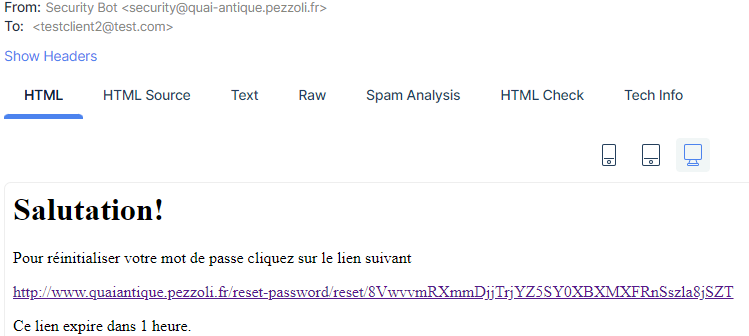 From: Security Bot <security@quai-antique.pezzoli.fr>
To: <testclient2@test.com>
Show Headers
HTML HTML Source Text Raw Spam Analysis HTML Check Tech Info
Salutation!
Pour réinitialiser votre mot de passe cliquez sur le lien suivant
http://www.quaiantique.pezzoli.fr/reset-password/reset/8VwvvmRXmmDjjTrjYZ5SY0XBXMXFRnSszla8jSZT
Ce lien expire dans 1 heure.